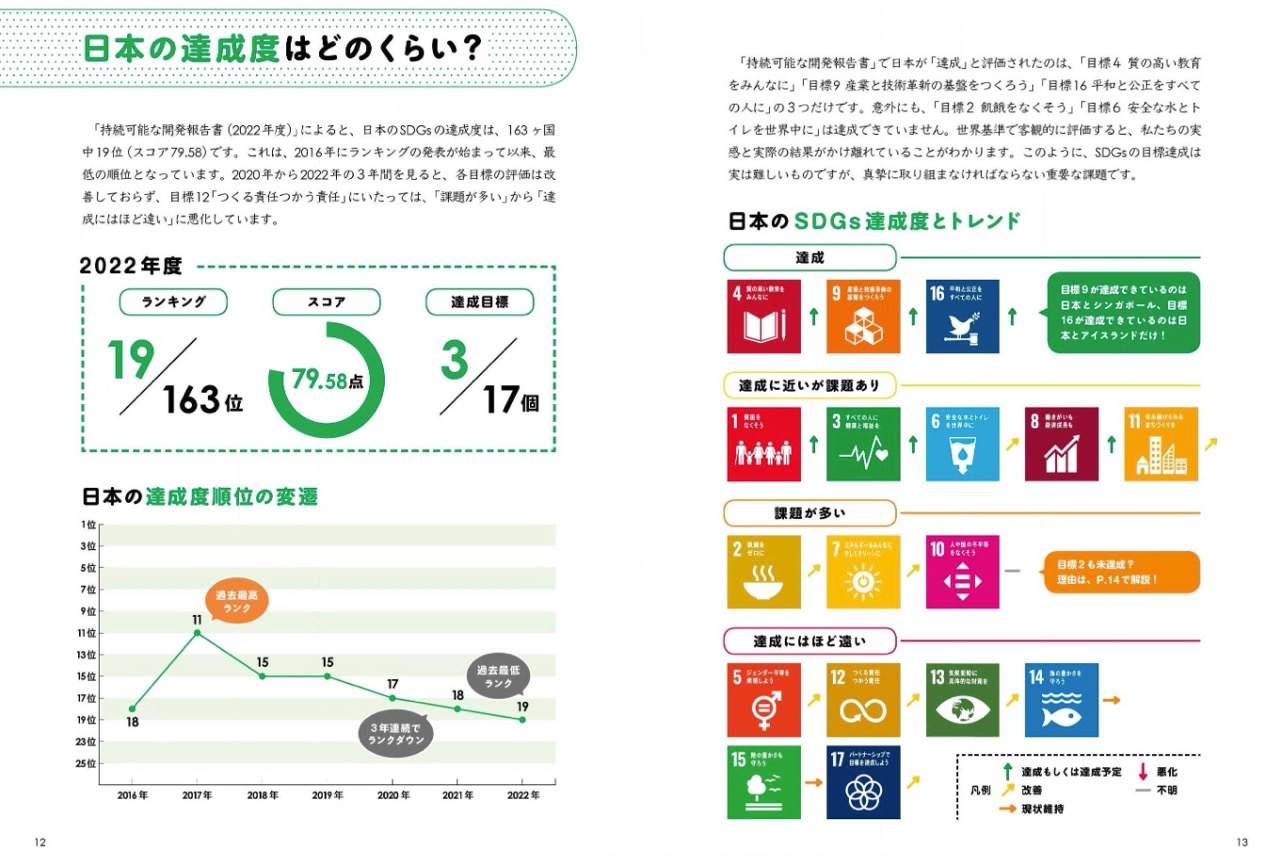 日本の達成度はどのくらい？
「持続可能な開発報告書（2022年度）」によると、日本のSDGsの達成度は、163ヶ国
中19位（スコア79.58）です。これは、2016年にランキングの発表が始まって以来、最
低の順位となっています。2020年から2022年の3年間を見ると、各目標の評価は改
善しておらず、目標12「つくる責任つかう責任」にいたっては、「課題が多い」から「達
成にはほど遠い」に悪化しています。
2022年度
ランキング
19
163位
スコア
79.58点
達成目標
3
17個
日本の達成度順位の変遷
1位
3位
5位
7位
9位
11位
13位
15位
17位
19位
23位
25位
18
11
15
15
17
18
19
過去最高
ランク
3年連続で
ランクダウン
過去最低
ランク
2016年
2017年
2018年
2019年
2020年
2021年
2022年
12
「持続可能な開発報告書」で日本が「達成」と評価されたのは、「目標4 質の高い教育
をみんなに」「目標9 産業と技術革新の基盤をつくろう」「目標16 平和と公正をすべて
の人に」の3つだけです。意外にも、「目標2 飢餓をなくそう」「目標6 安全な水とト
イレを世界中に」は達成できていません。世界基準で客観的に評価すると、私たちの実
感と実際の結果がかけ離れていることがわかります。このように、SDGsの目標達成は
実は難しいものですが、真摯に取り組まなければならない重要な課題です。
日本のSDGs達成度とトレンド
達成
4 質の高い教育を
みんなに
9 産業と技術革新の
基盤をつくろう
16 平和と公正を
すべての人に
目標9が達成できているのは
日本とシンガポール、目標
16が達成できているのは日
本とアイスランドだけ！
達成に近いが課題あり
1 貧困を
なくそう
3 すべての人に
健康と福祉を
6 安全な水とトイレ
を世界中に
8 働きがいも
経済成長も
11 住み続けられる
まちづくりを
課題が多い
2 飢餓を
ゼロに
7 エネルギーをみんなに
そしてクリーンに
10 人や国の不平等
をなくそう
目標2も未達成？
理由は、P.14で解説！
達成にはほど遠い
5 ジェンダー平等を
実現しよう
12 つくる責任
つかう責任
13 気候変動に
具体的な対策を
14 海の豊かさを
守ろう
15 陸の豊かさも
守ろう
17 パートナーシップで
目標を達成しよう
凡例
達成もしくは達成予定
悪化
改善
不明
現状維持
13